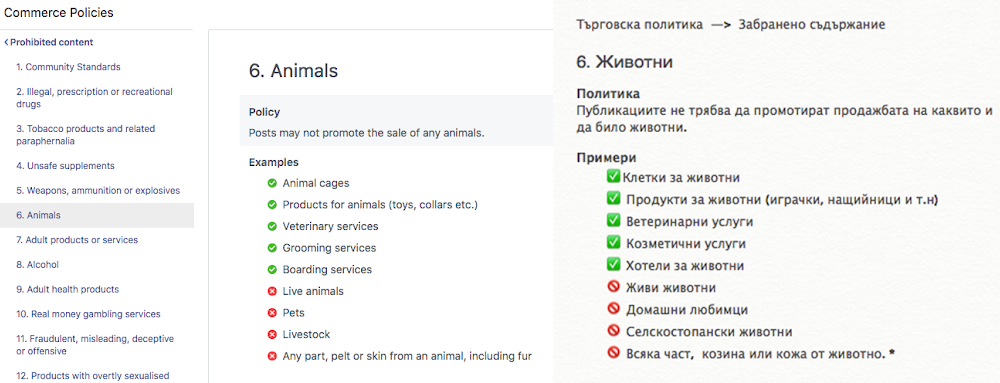 Commerce Policies
Prohibited content
1. Community Standards
2. Illegal, prescription or recreational
drugs
3. Tobacco products and related
paraphernalia
4. Unsafe supplements
5. Weapons, ammunition or explosives
6. Animals
7. Adult products or services
8. Alcohol
9. Adult health products
10. Real money gambling services
11. Fraudulent, misleading, deceptive
or offensive
12. Products with overtly sexualised
6. Animals
Policy
Posts may not promote the sale of any animals.
Examples
Animal cages
Products for animals (toys, collars etc.)
Veterinary services
Grooming services
Boarding services
Live animals
Pets
Livestock
Any part, pelt or skin from an animal, including fur
Търговска политика —> Забранено съдържание
6. Животни
Политика
Публикациите не трябва да промотират продажбата на каквито и
да било животни.
Примери
Клетки за животни
Продукти за животни (играчки, нащийници и т.н)
Ветеринарни услуги
Козметични услуги
Хотели за животни
Живи животни
Домашни любимци
Селскостопански животни
Всяка част, козина или кожа от животно. *